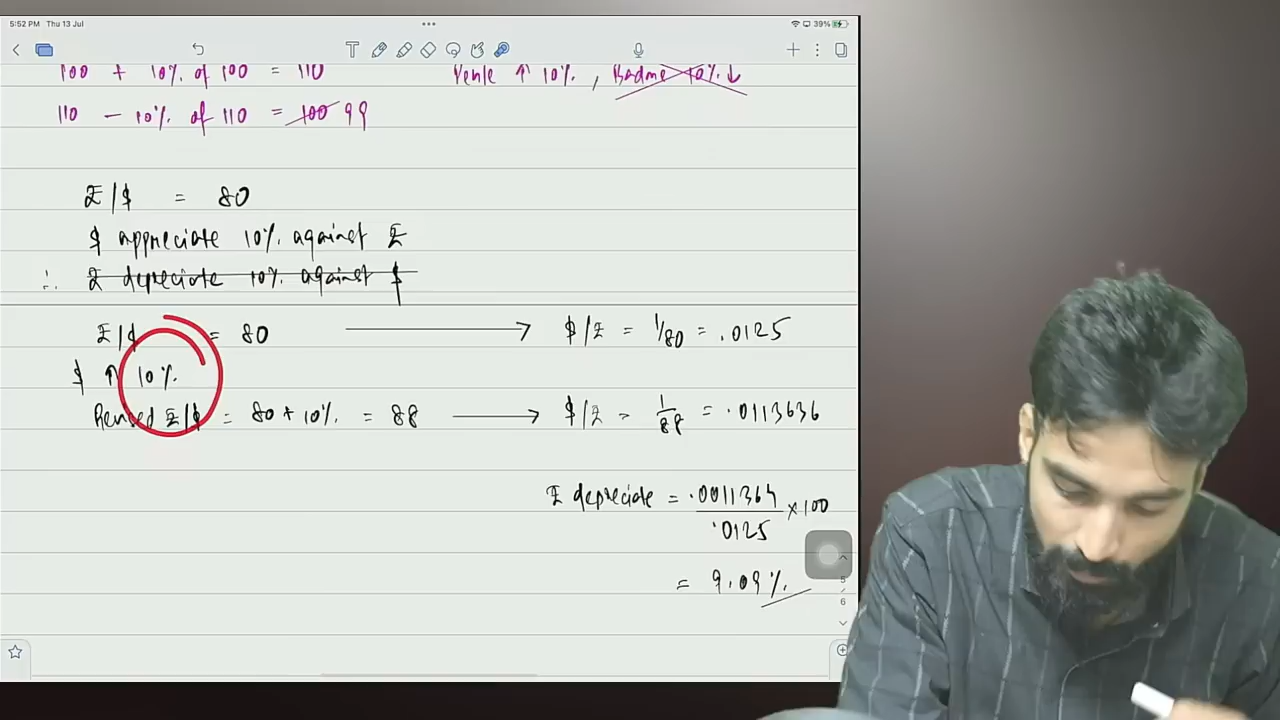 5:52 PM Thu 13 Jul
39%
100 + 10% of 100 = 110
↑ 10%, 10% ↓
110 - 10% of 110 = 100 99
₹/$ = 80
$ appreciate 10% against ₹
∴ ₹ depreciate 10% against $
₹/$ = 80 → $/₹ = 1/80 = .0125
$ ↑ 10%
Revised ₹/$ = 80 + 10% = 88 → $/₹ = 1/88 = .0113636
₹ depreciate = .0011364/.0125 × 100
= 9.09%
5
6